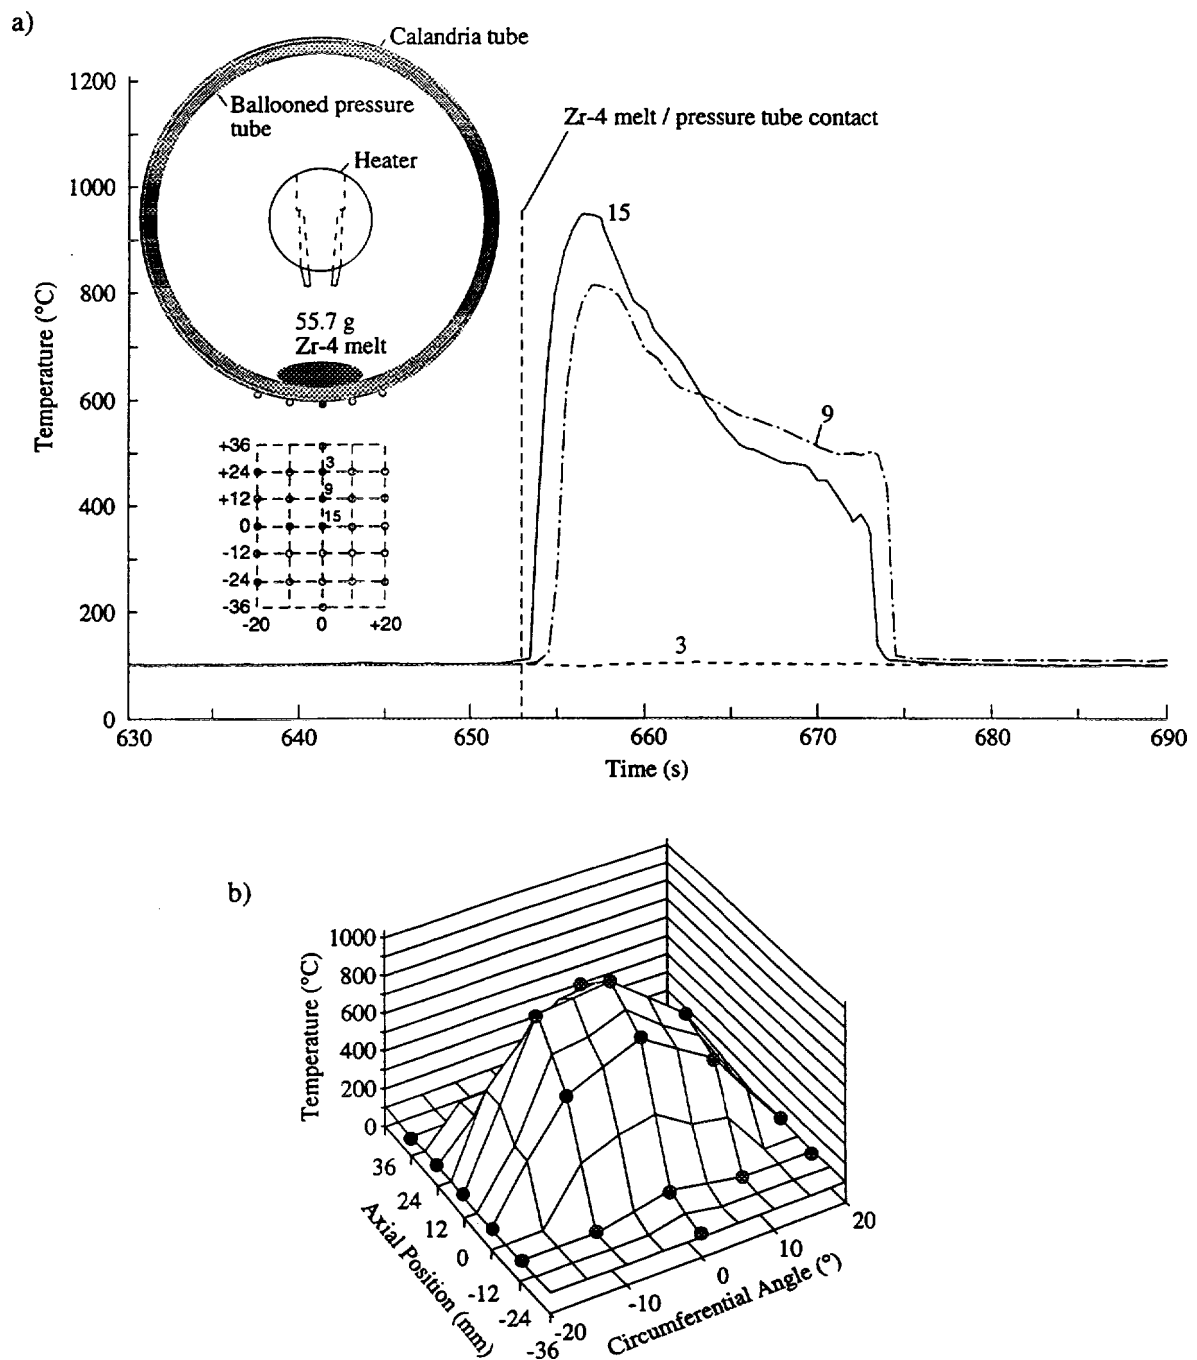 a)
Calandria tube
Ballooned pressure
tube
Heater
Zr-4 melt / pressure tube contact
55.7 g
Zr-4 melt
15
9
3
1200
1000
800
600
400
200
0
Temperature (°C)
+36
+24
+12
0
-12
-24
-36
3
9
15
-20 0 +20
630 640 650 660 670 680 690
Time (s)
b)
1000
800
600
400
200
0
Temperature (°C)
36
24
12
0
-12
-24
-36
Axial Position (mm)
-20
-10
0
10
20
Circumferential Angle (°)